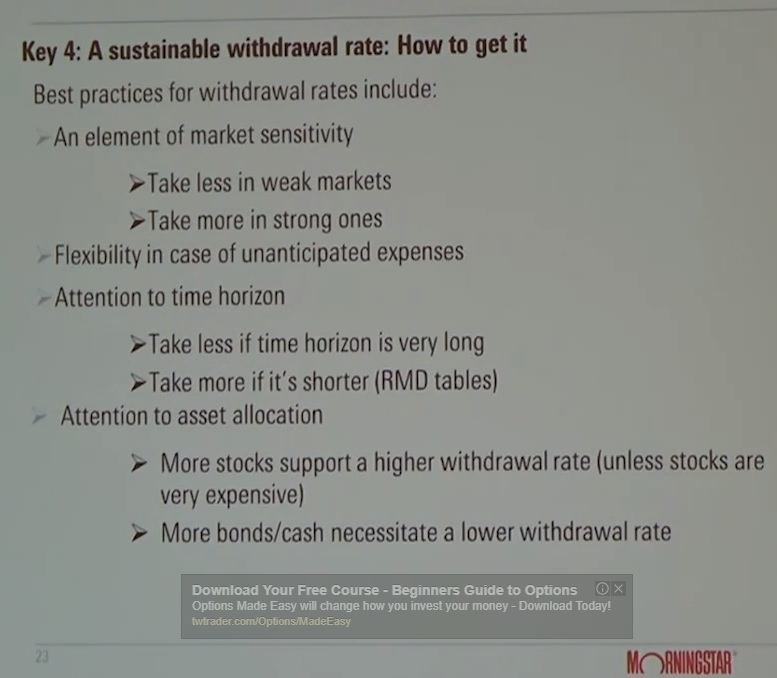 Key 4: A sustainable withdrawal rate: How to get it
Best practices for withdrawal rates include:
➢An element of market sensitivity
➢Take less in weak markets
➢Take more in strong ones
➢Flexibility in case of unanticipated expenses
➢Attention to time horizon
➢Take less if time horizon is very long
➢Take more if it's shorter (RMD tables)
➢ Attention to asset allocation
➢ More stocks support a higher withdrawal rate (unless stocks are
very expensive)
➢ More bonds/cash necessitate a lower withdrawal rate
Download Your Free Course - Beginners Guide to Options
Options Made Easy will change how you invest your money - Download Today!
twtrader.com/Options/MadeEasy
23
MORNINGSTAR®